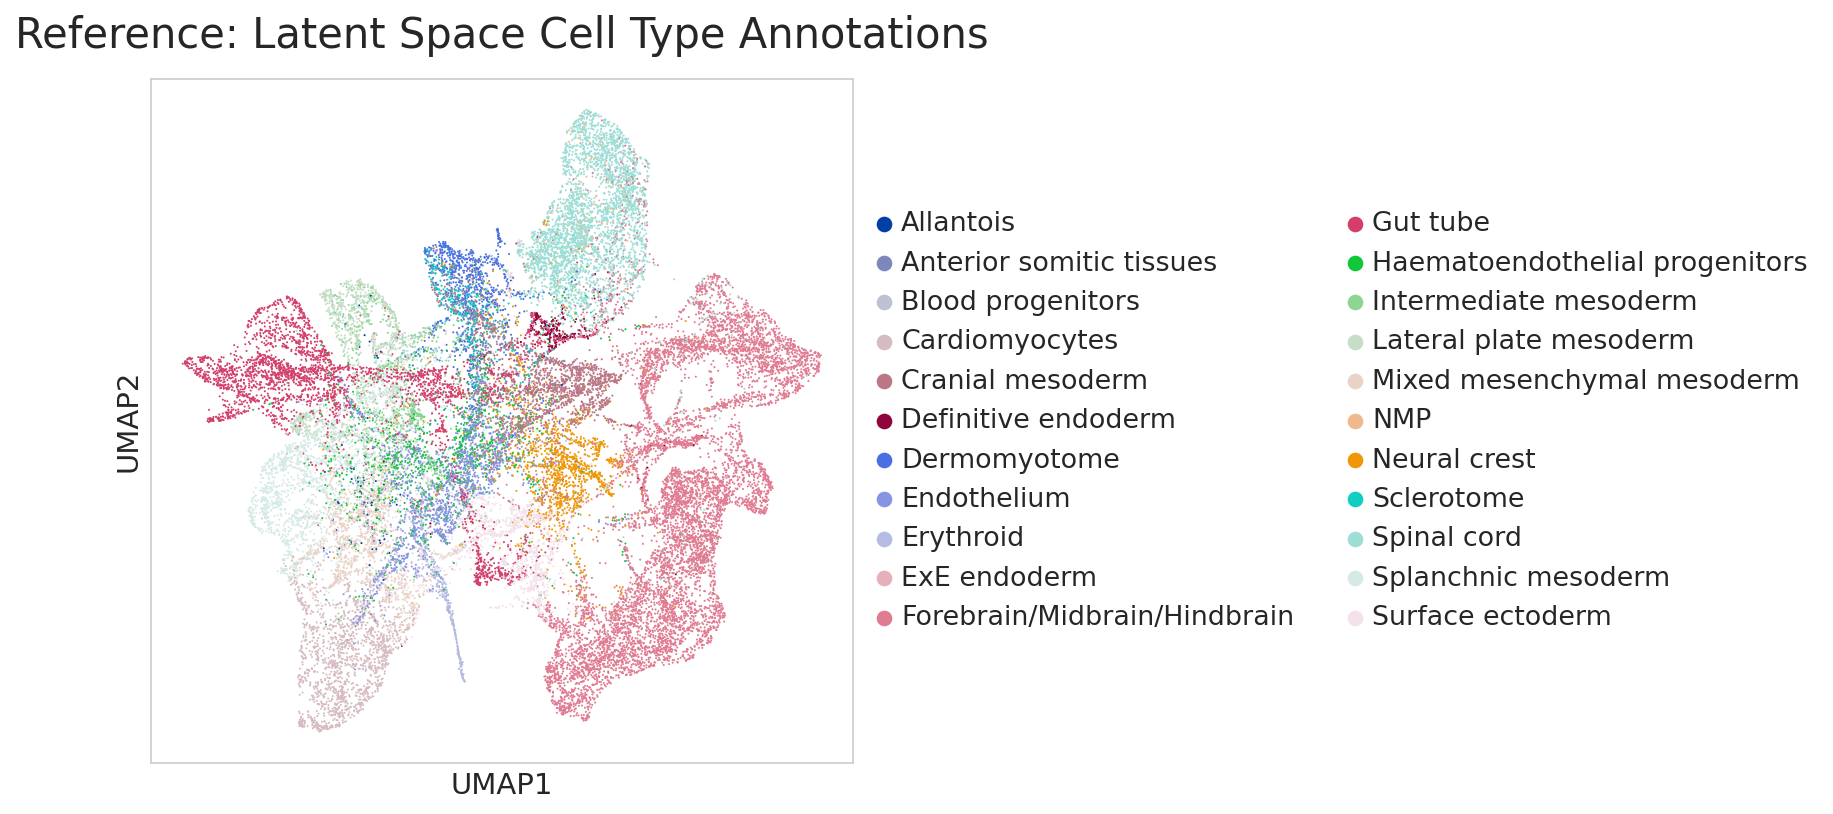 Reference: Latent Space Cell Type Annotations
UMAP2
UMAP1
Allantois
Anterior somitic tissues
Blood progenitors
Cardiomyocytes
Cranial mesoderm
Definitive endoderm
Dermomyotome
Endothelium
Erythroid
ExE endoderm
Forebrain/Midbrain/Hindbrain
Gut tube
Haematoendothelial progenitors
Intermediate mesoderm
Lateral plate mesoderm
Mixed mesenchymal mesoderm
NMP
Neural crest
Sclerotome
Spinal cord
Splanchnic mesoderm
Surface ectoderm